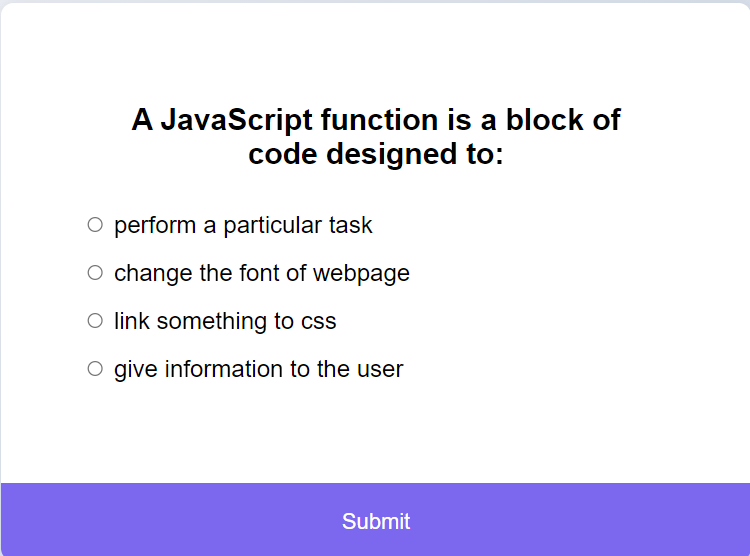 A JavaScript function is a block of
code designed to:
perform a particular task
change the font of webpage
link something to css
give information to the user
Submit